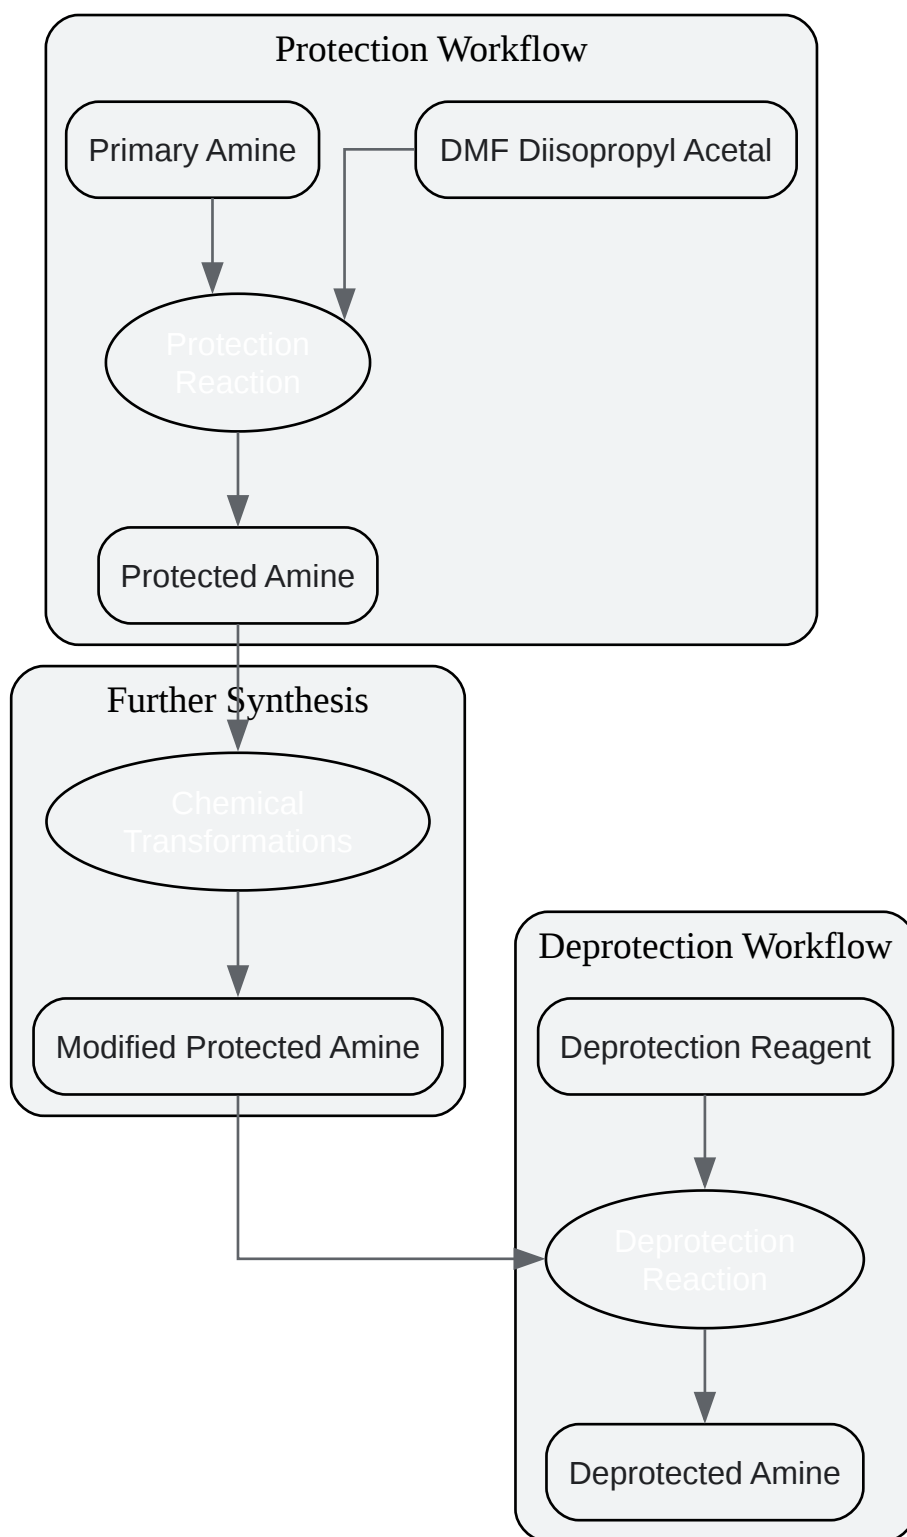 Protection Workflow
Primary Amine
DMF Diisopropyl Acetal
Protection
Reaction
Protected Amine
Further Synthesis
Chemical
Transformations
Modified Protected Amine
Deprotection Workflow
Deprotection Reagent
Deprotection
Reaction
Deprotected Amine